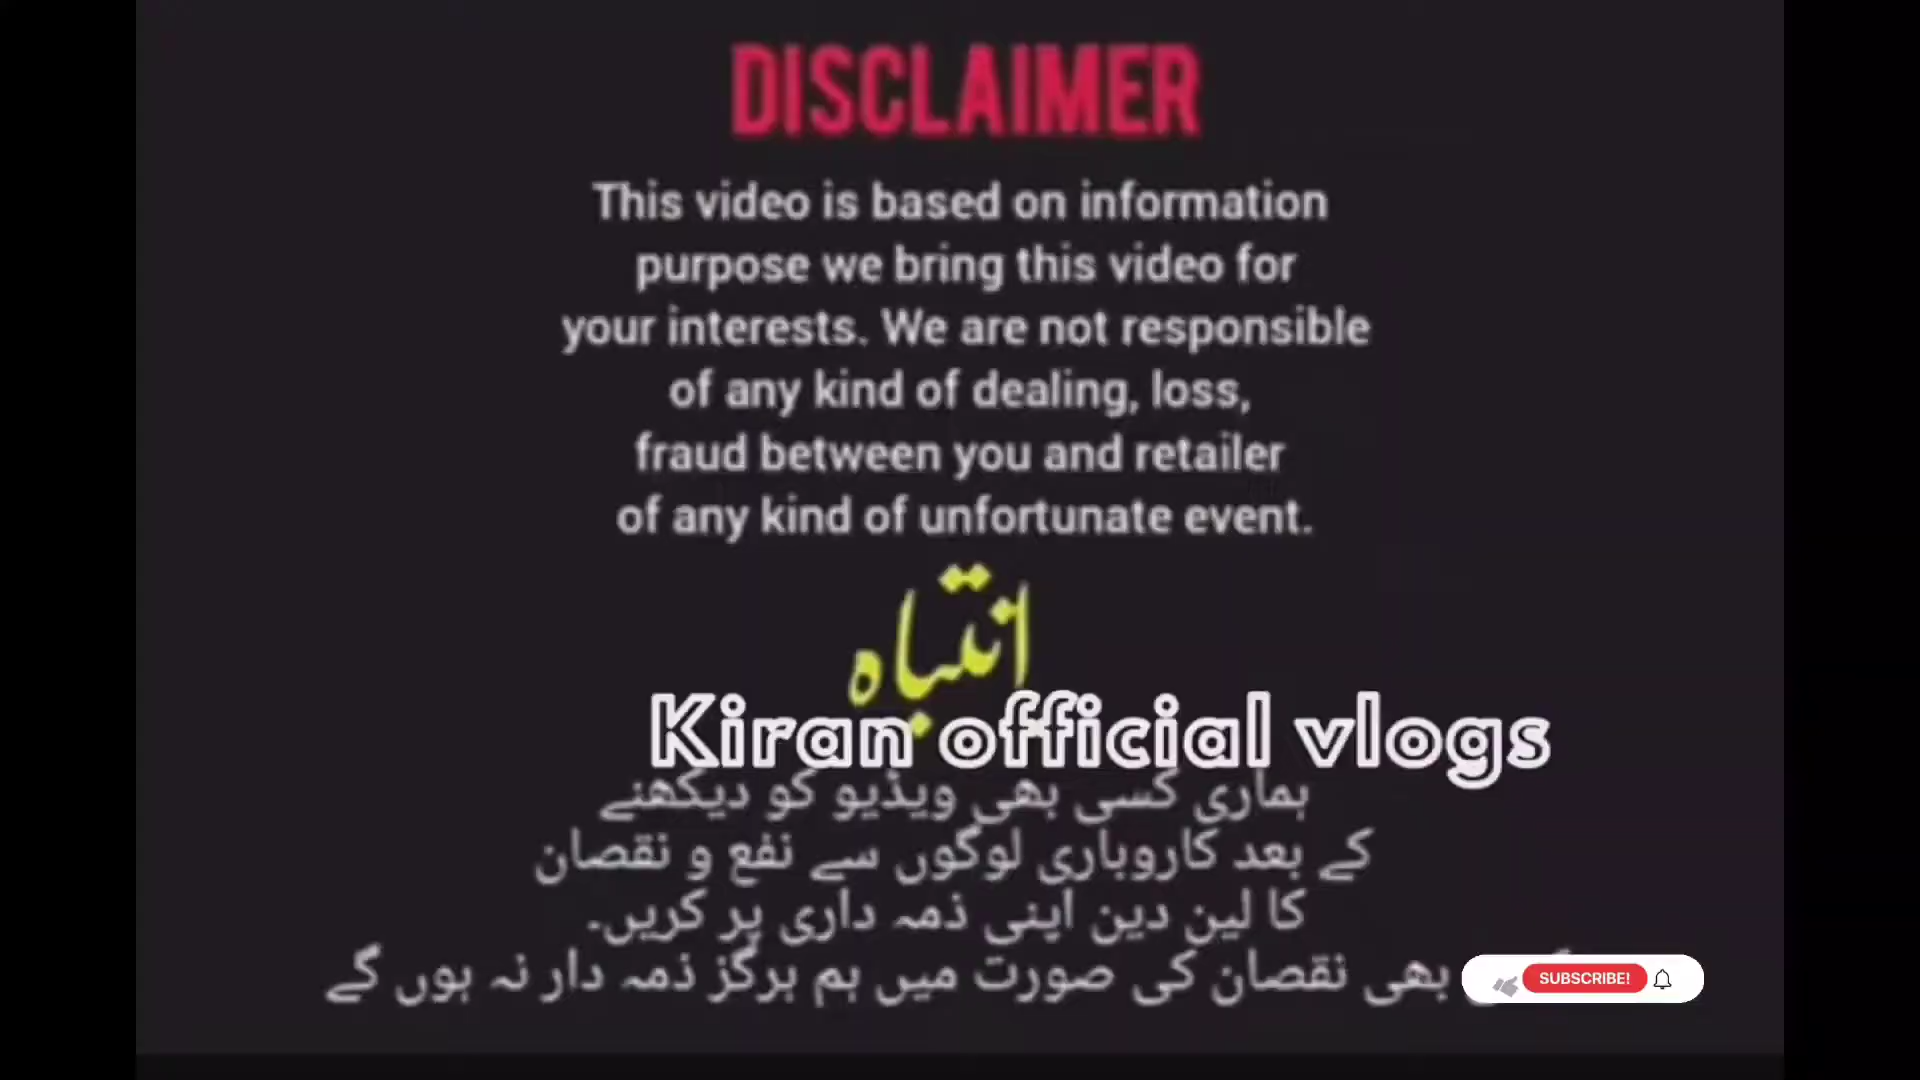 DISCLAIMER
This video is based on information
purpose we bring this video for
your interests. We are not responsible
of any kind of dealing, loss,
fraud between you and retailer
of any kind of unfortunate event.
انتباہ
Kiran official vlogs
ہماری کسی بھی ویڈیو کو دیکھنے
کے بعد کاروباری لوگوں سے نفع و نقصان
کا لین دین اپنی ذمہ داری پر کریں۔
بھی نقصان کی صورت میں ہم ہرگز ذمہ دار نہ ہوں گے
SUBSCRIBE!